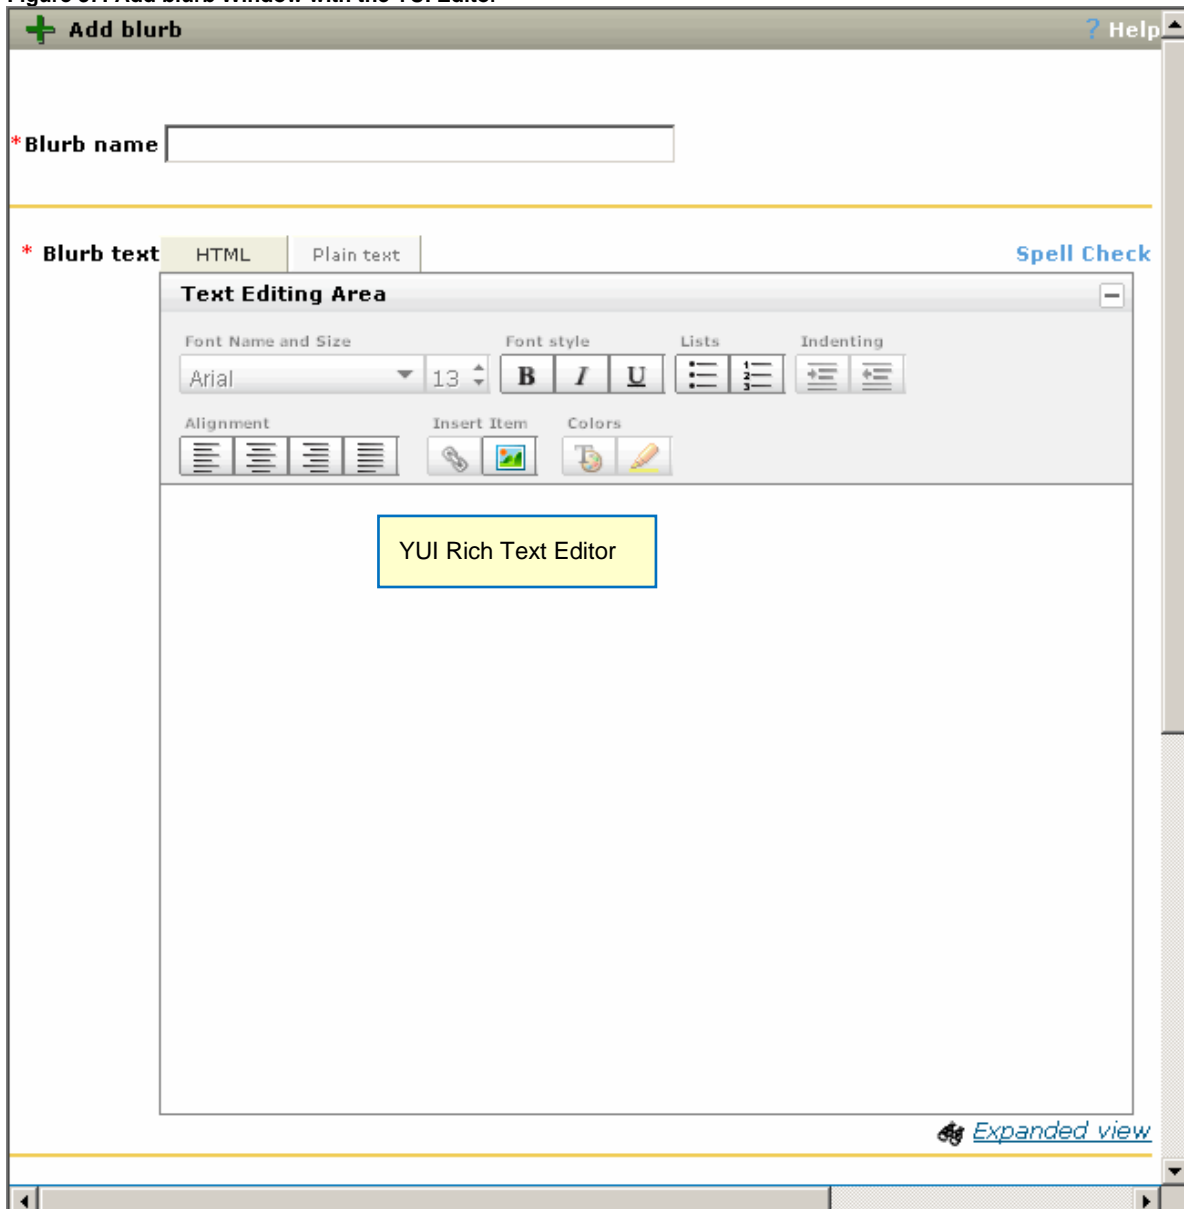 Add blurb ? Help
*Blurb name
* Blurb text HTML Plain text Spell Check
Text Editing Area
Font Name and Size Font style Lists Indenting
Arial 13 B I U
Alignment Insert Item Colors
YUI Rich Text Editor
Expanded view